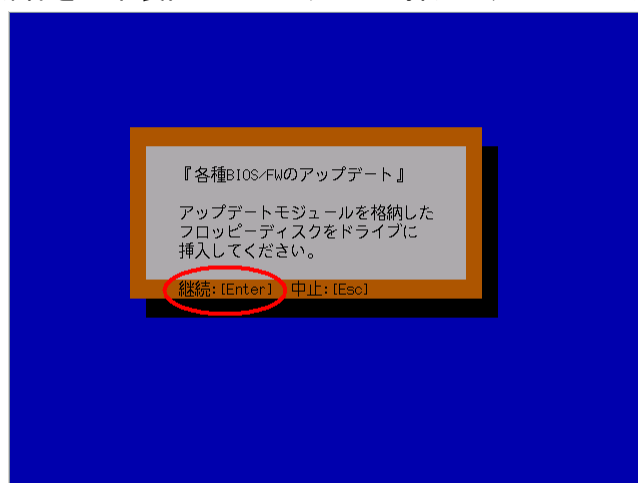 『各種BIOS/FWのアップデート』
アップデートモジュールを格納した
フロッピーディスクをドライブに
挿入してください。
継続:[Enter] 中止:[Esc]